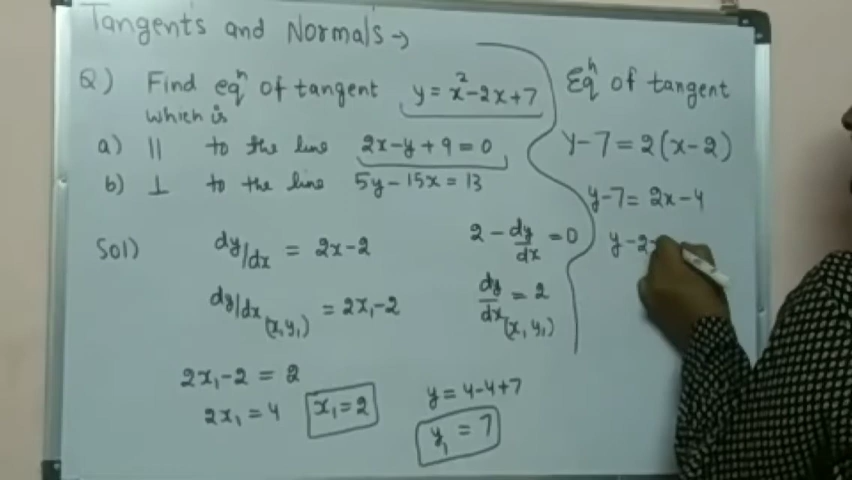 Tangents and Normals →
Q) Find eqⁿ of tangent y = x² - 2x + 7
which is
a) || to the line 2x - y + 9 = 0
b) ⊥ to the line 5y - 15x = 13
Sol) dy/dx = 2x - 2
dy/dx (x, y₁) = 2x₁ - 2
2x₁ - 2 = 2
2x₁ = 4 x₁ = 2
2 - dy/dx = 0
dy/dx (x, y₁) = 2
y = 4 - 4 + 7
y₁ = 7
Eqⁿ of tangent
y - 7 = 2(x - 2)
y - 7 = 2x - 4
y - 2